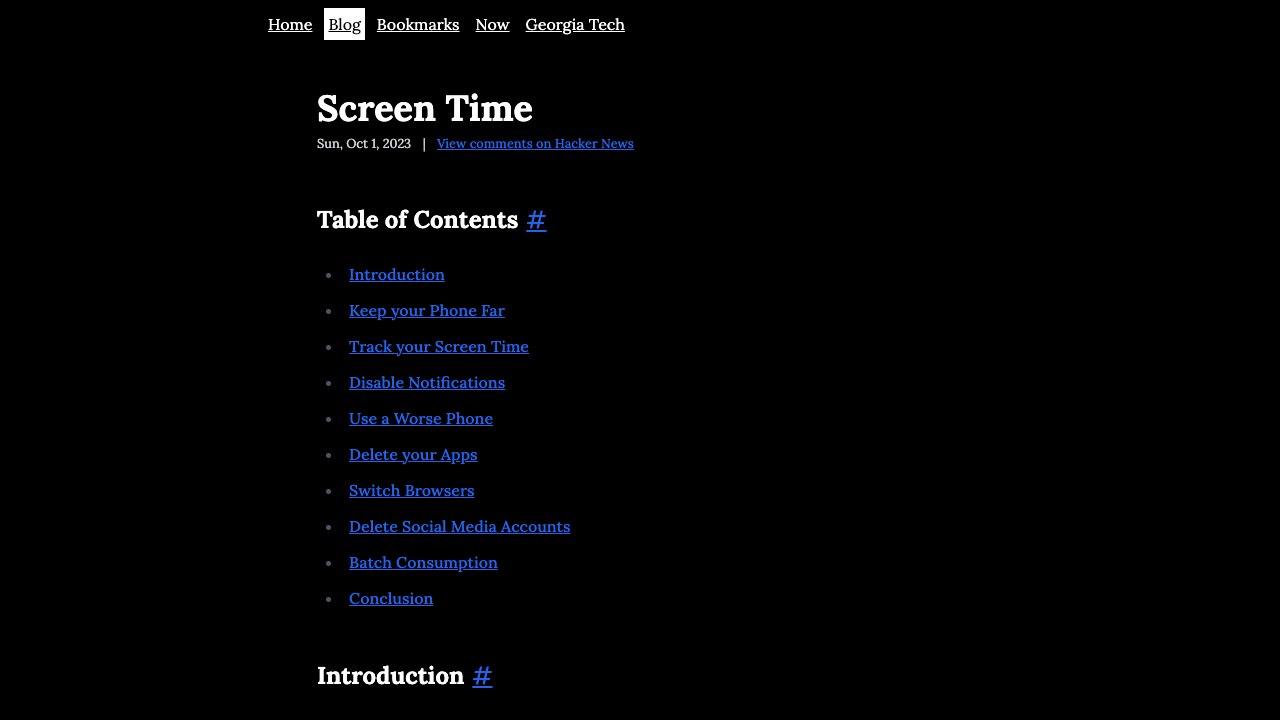 Home Blog Bookmarks Now Georgia Tech
Screen Time
Sun, Oct 1, 2023 | View comments on Hacker News
Table of Contents #
Introduction
Keep your Phone Far
Track your Screen Time
Disable Notifications
Use a Worse Phone
Delete your Apps
Switch Browsers
Delete Social Media Accounts
Batch Consumption
Conclusion
Introduction #